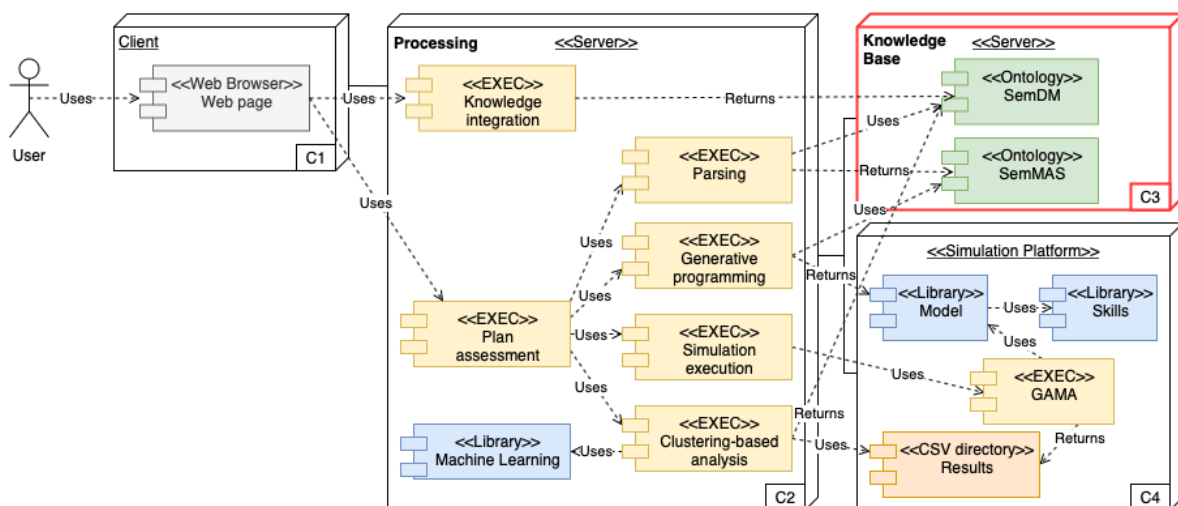 Client
Processing
<<Server>>
Knowledge
Base
<<Server>>
User
Uses
<<Web Browser>>
Web page
C1
Uses
<<EXEC>>
Knowledge
integration
Returns
<<Ontology>>
SemDM
Uses
<<EXEC>>
Parsing
Uses
Returns
<<Ontology>>
SemMAS
C3
Uses
<<EXEC>>
Generative
programming
Uses
Uses
Returns
<<Simulation Platform>>
<<Library>>
Model
Uses
<<Library>>
Skills
<<EXEC>>
Plan
assessment
Uses
<<EXEC>>
Simulation
execution
Uses
Uses
<<EXEC>>
GAMA
Uses
<<Library>>
Machine Learning
Uses
<<EXEC>>
Clustering-based
analysis
Returns
Uses
Returns
<<CSV directory>>
Results
C2
C4